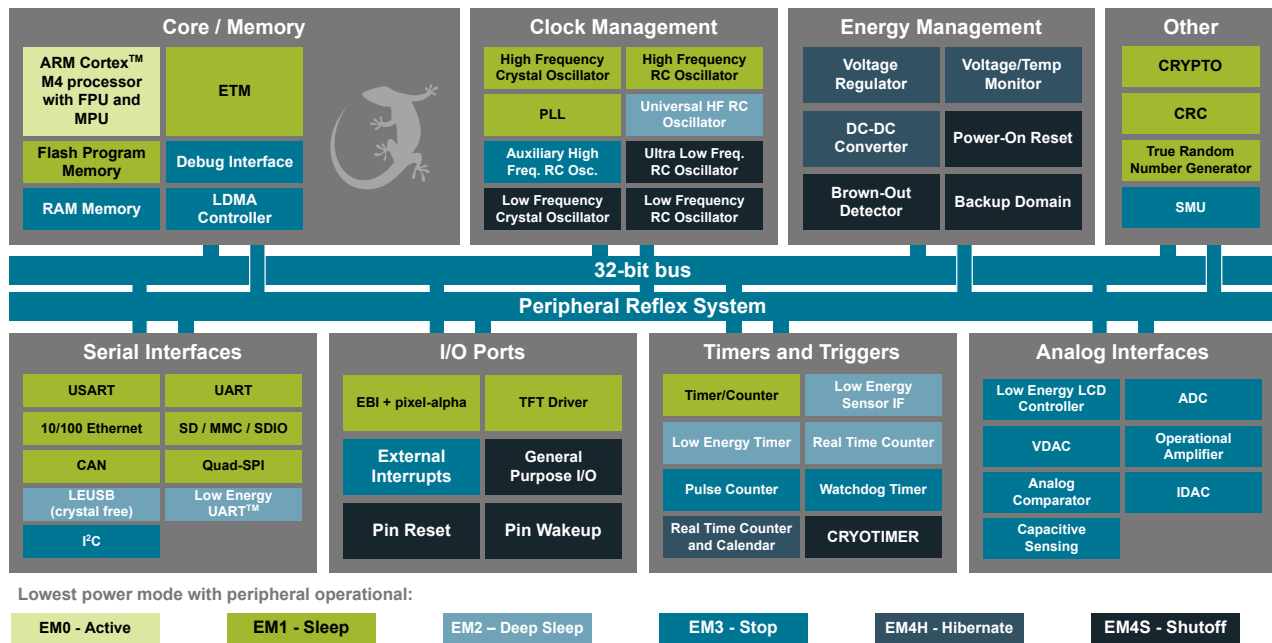 Core / Memory
ARM Cortex™
M4 processor
with FPU and
MPU
ETM
Flash Program
Memory
Debug Interface
RAM Memory
LDMA
Controller
Clock Management
High Frequency
Crystal Oscillator
High Frequency
RC Oscillator
PLL
Universal HF RC
Oscillator
Auxiliary High
Freq. RC Osc.
Ultra Low Freq.
RC Oscillator
Low Frequency
Crystal Oscillator
Low Frequency
RC Oscillator
Energy Management
Voltage
Regulator
Voltage/Temp
Monitor
DC-DC
Converter
Power-On Reset
Brown-Out
Detector
Backup Domain
Other
CRYPTO
CRC
True Random
Number Generator
SMU
32-bit bus
Peripheral Reflex System
Serial Interfaces
USART
UART
10/100 Ethernet
SD / MMC / SDIO
CAN
Quad-SPI
LEUSB
(crystal free)
Low Energy
UART™
I²C
I/O Ports
EBI + pixel-alpha
TFT Driver
External
Interrupts
General
Purpose I/O
Pin Reset
Pin Wakeup
Timers and Triggers
Timer/Counter
Low Energy
Sensor IF
Low Energy Timer
Real Time Counter
Pulse Counter
Watchdog Timer
Real Time Counter
and Calendar
CRYOTIMER
Analog Interfaces
Low Energy LCD
Controller
ADC
VDAC
Operational
Amplifier
Analog
Comparator
IDAC
Capacitive
Sensing
Lowest power mode with peripheral operational:
EM0 - Active
EM1 - Sleep
EM2 – Deep Sleep
EM3 - Stop
EM4H - Hibernate
EM4S - Shutoff